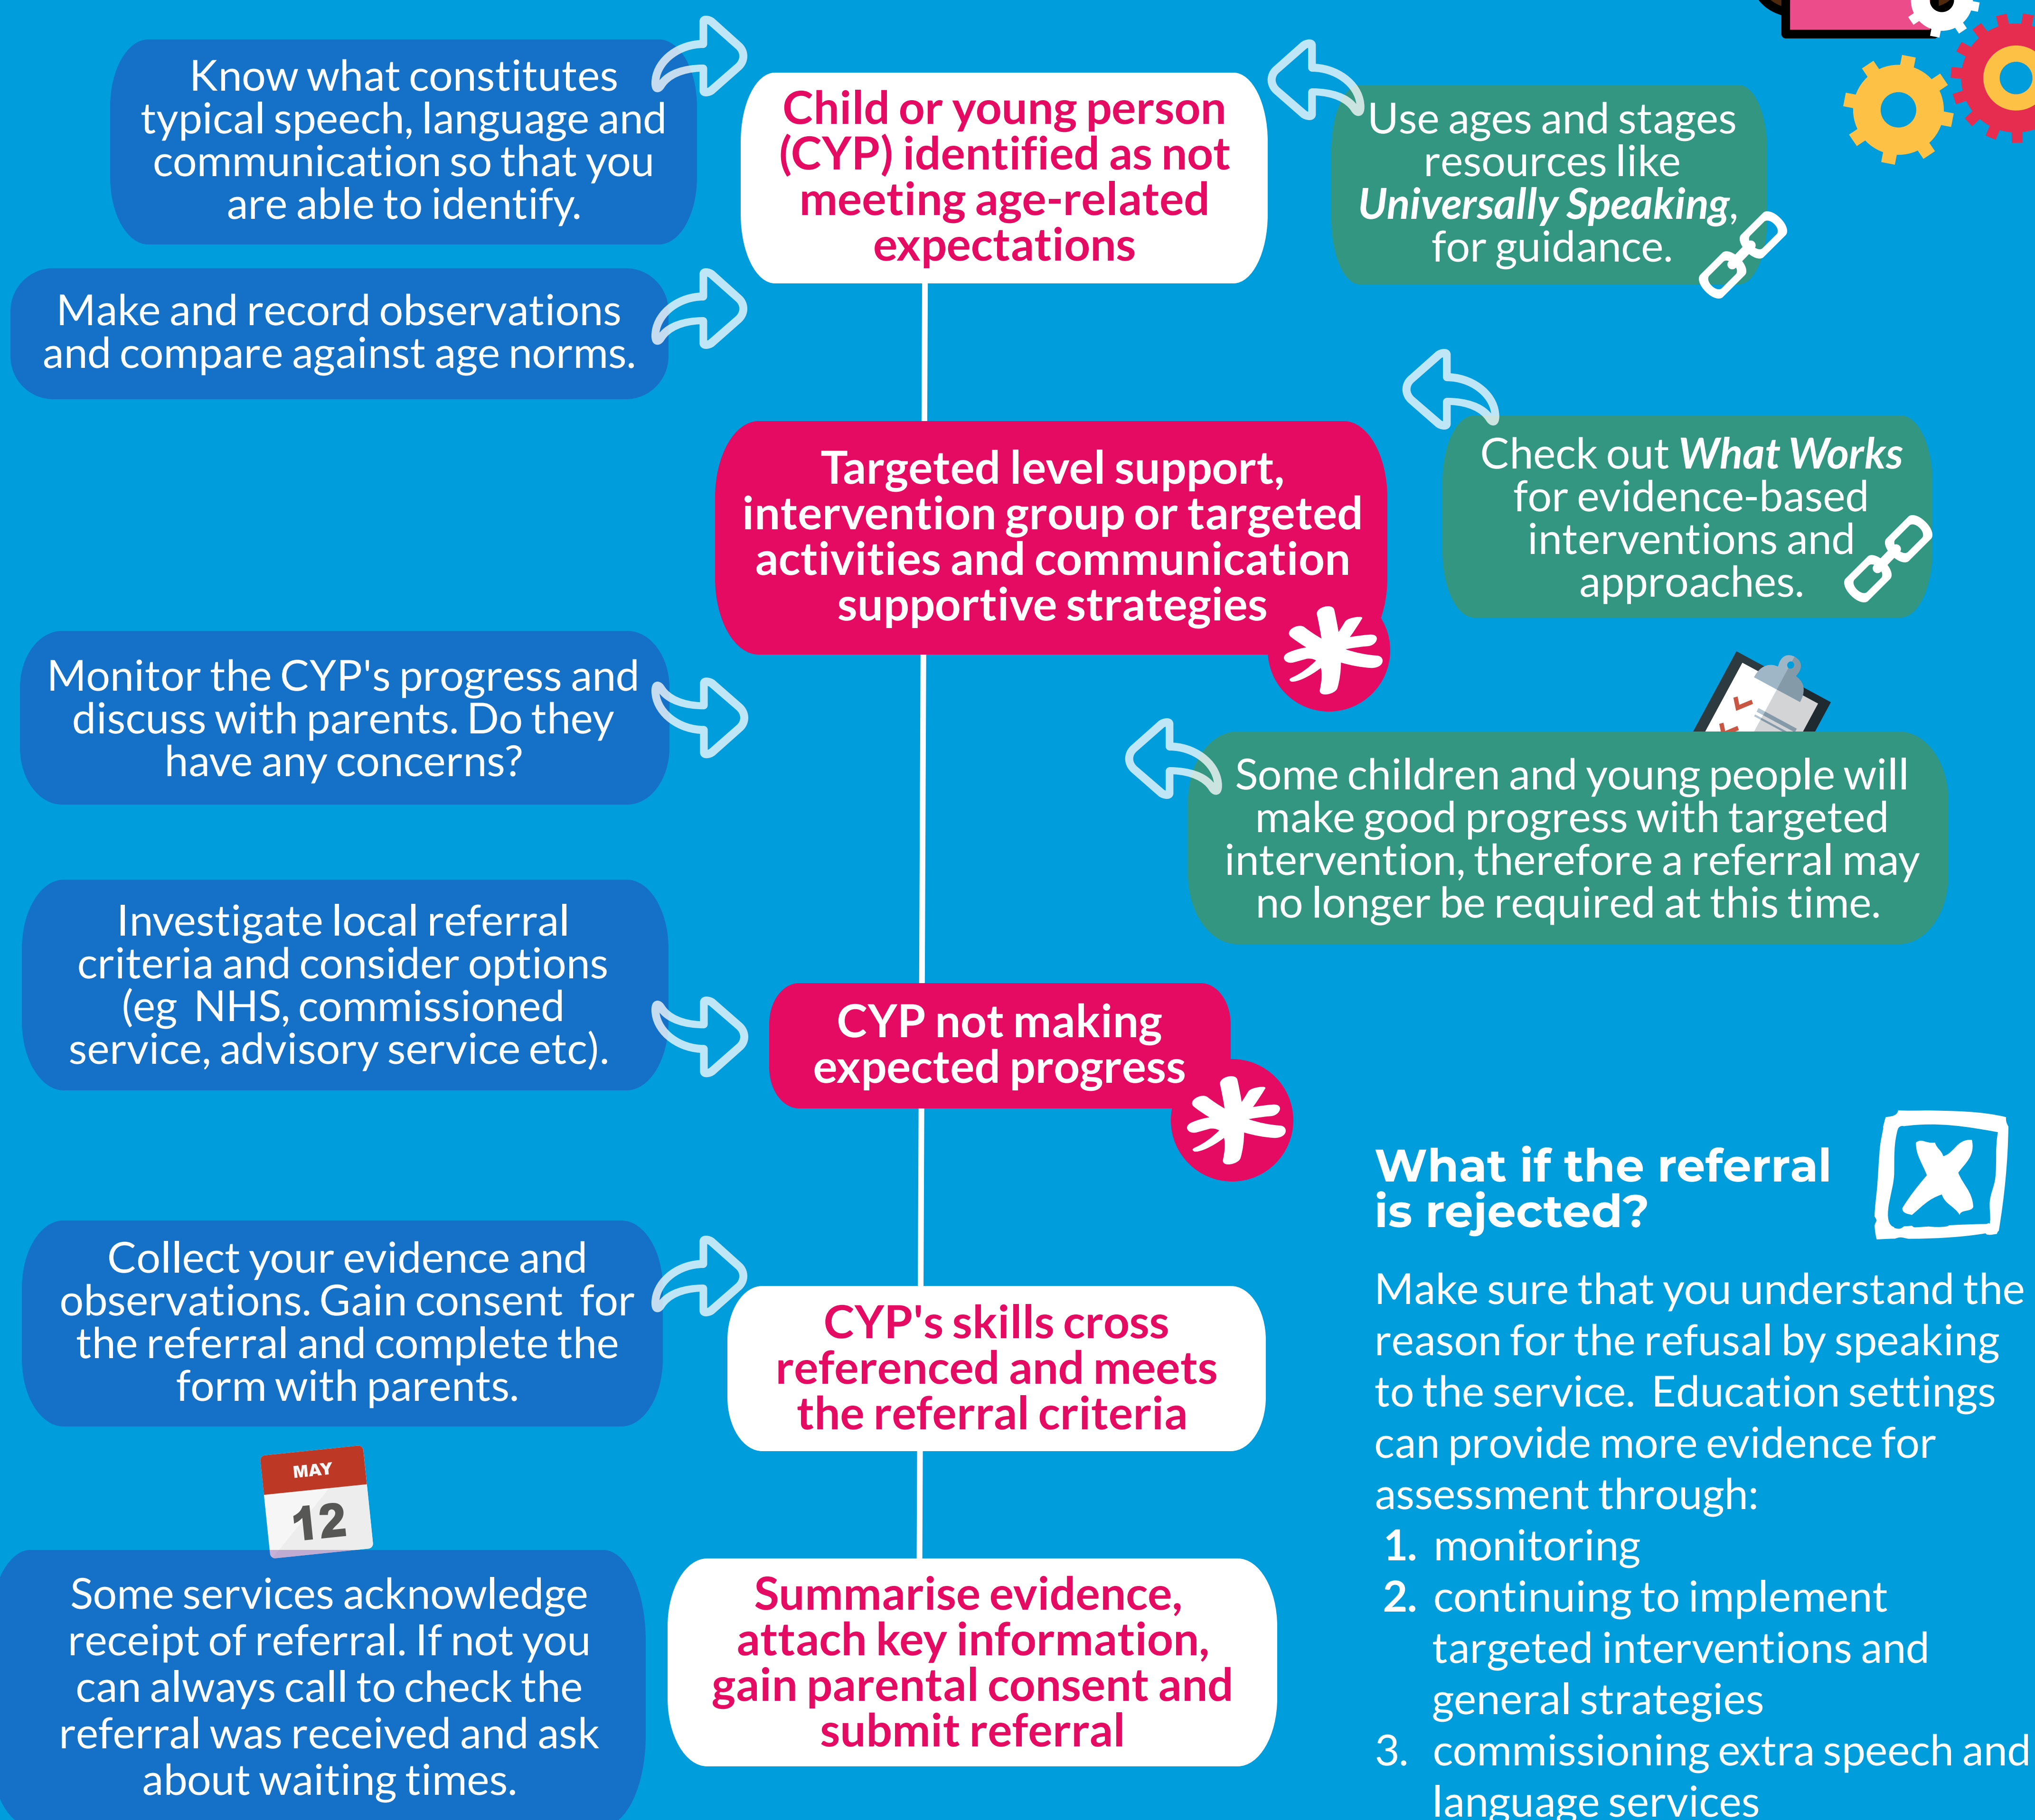 Know what constitutes
typical speech, language and
communication so that you
are able to identify.
Child or young person
(CYP) identified as not
meeting age-related
expectations
Use ages and stages
resources like
Universally Speaking,
for guidance.
Make and record observations
and compare against age norms.
Targeted level support,
intervention group or targeted
activities and communication
supportive strategies
Check out What Works
for evidence-based
interventions and
approaches.
Monitor the CYP's progress and
discuss with parents. Do they
have any concerns?
Some children and young people will
make good progress with targeted
intervention, therefore a referral may
no longer be required at this time.
Investigate local referral
criteria and consider options
(eg NHS, commissioned
service, advisory service etc).
CYP not making
expected progress
Collect your evidence and
observations. Gain consent for
the referral and complete the
form with parents.
CYP's skills cross
referenced and meets
the referral criteria
MAY
12
Some services acknowledge
receipt of referral. If not you
can always call to check the
referral was received and ask
about waiting times.
Summarise evidence,
attach key information,
gain parental consent and
submit referral
What if the referral
is rejected?
Make sure that you understand the
reason for the refusal by speaking
to the service. Education settings
can provide more evidence for
assessment through:
1. monitoring
2. continuing to implement
targeted interventions and
general strategies
3. commissioning extra speech and
language services